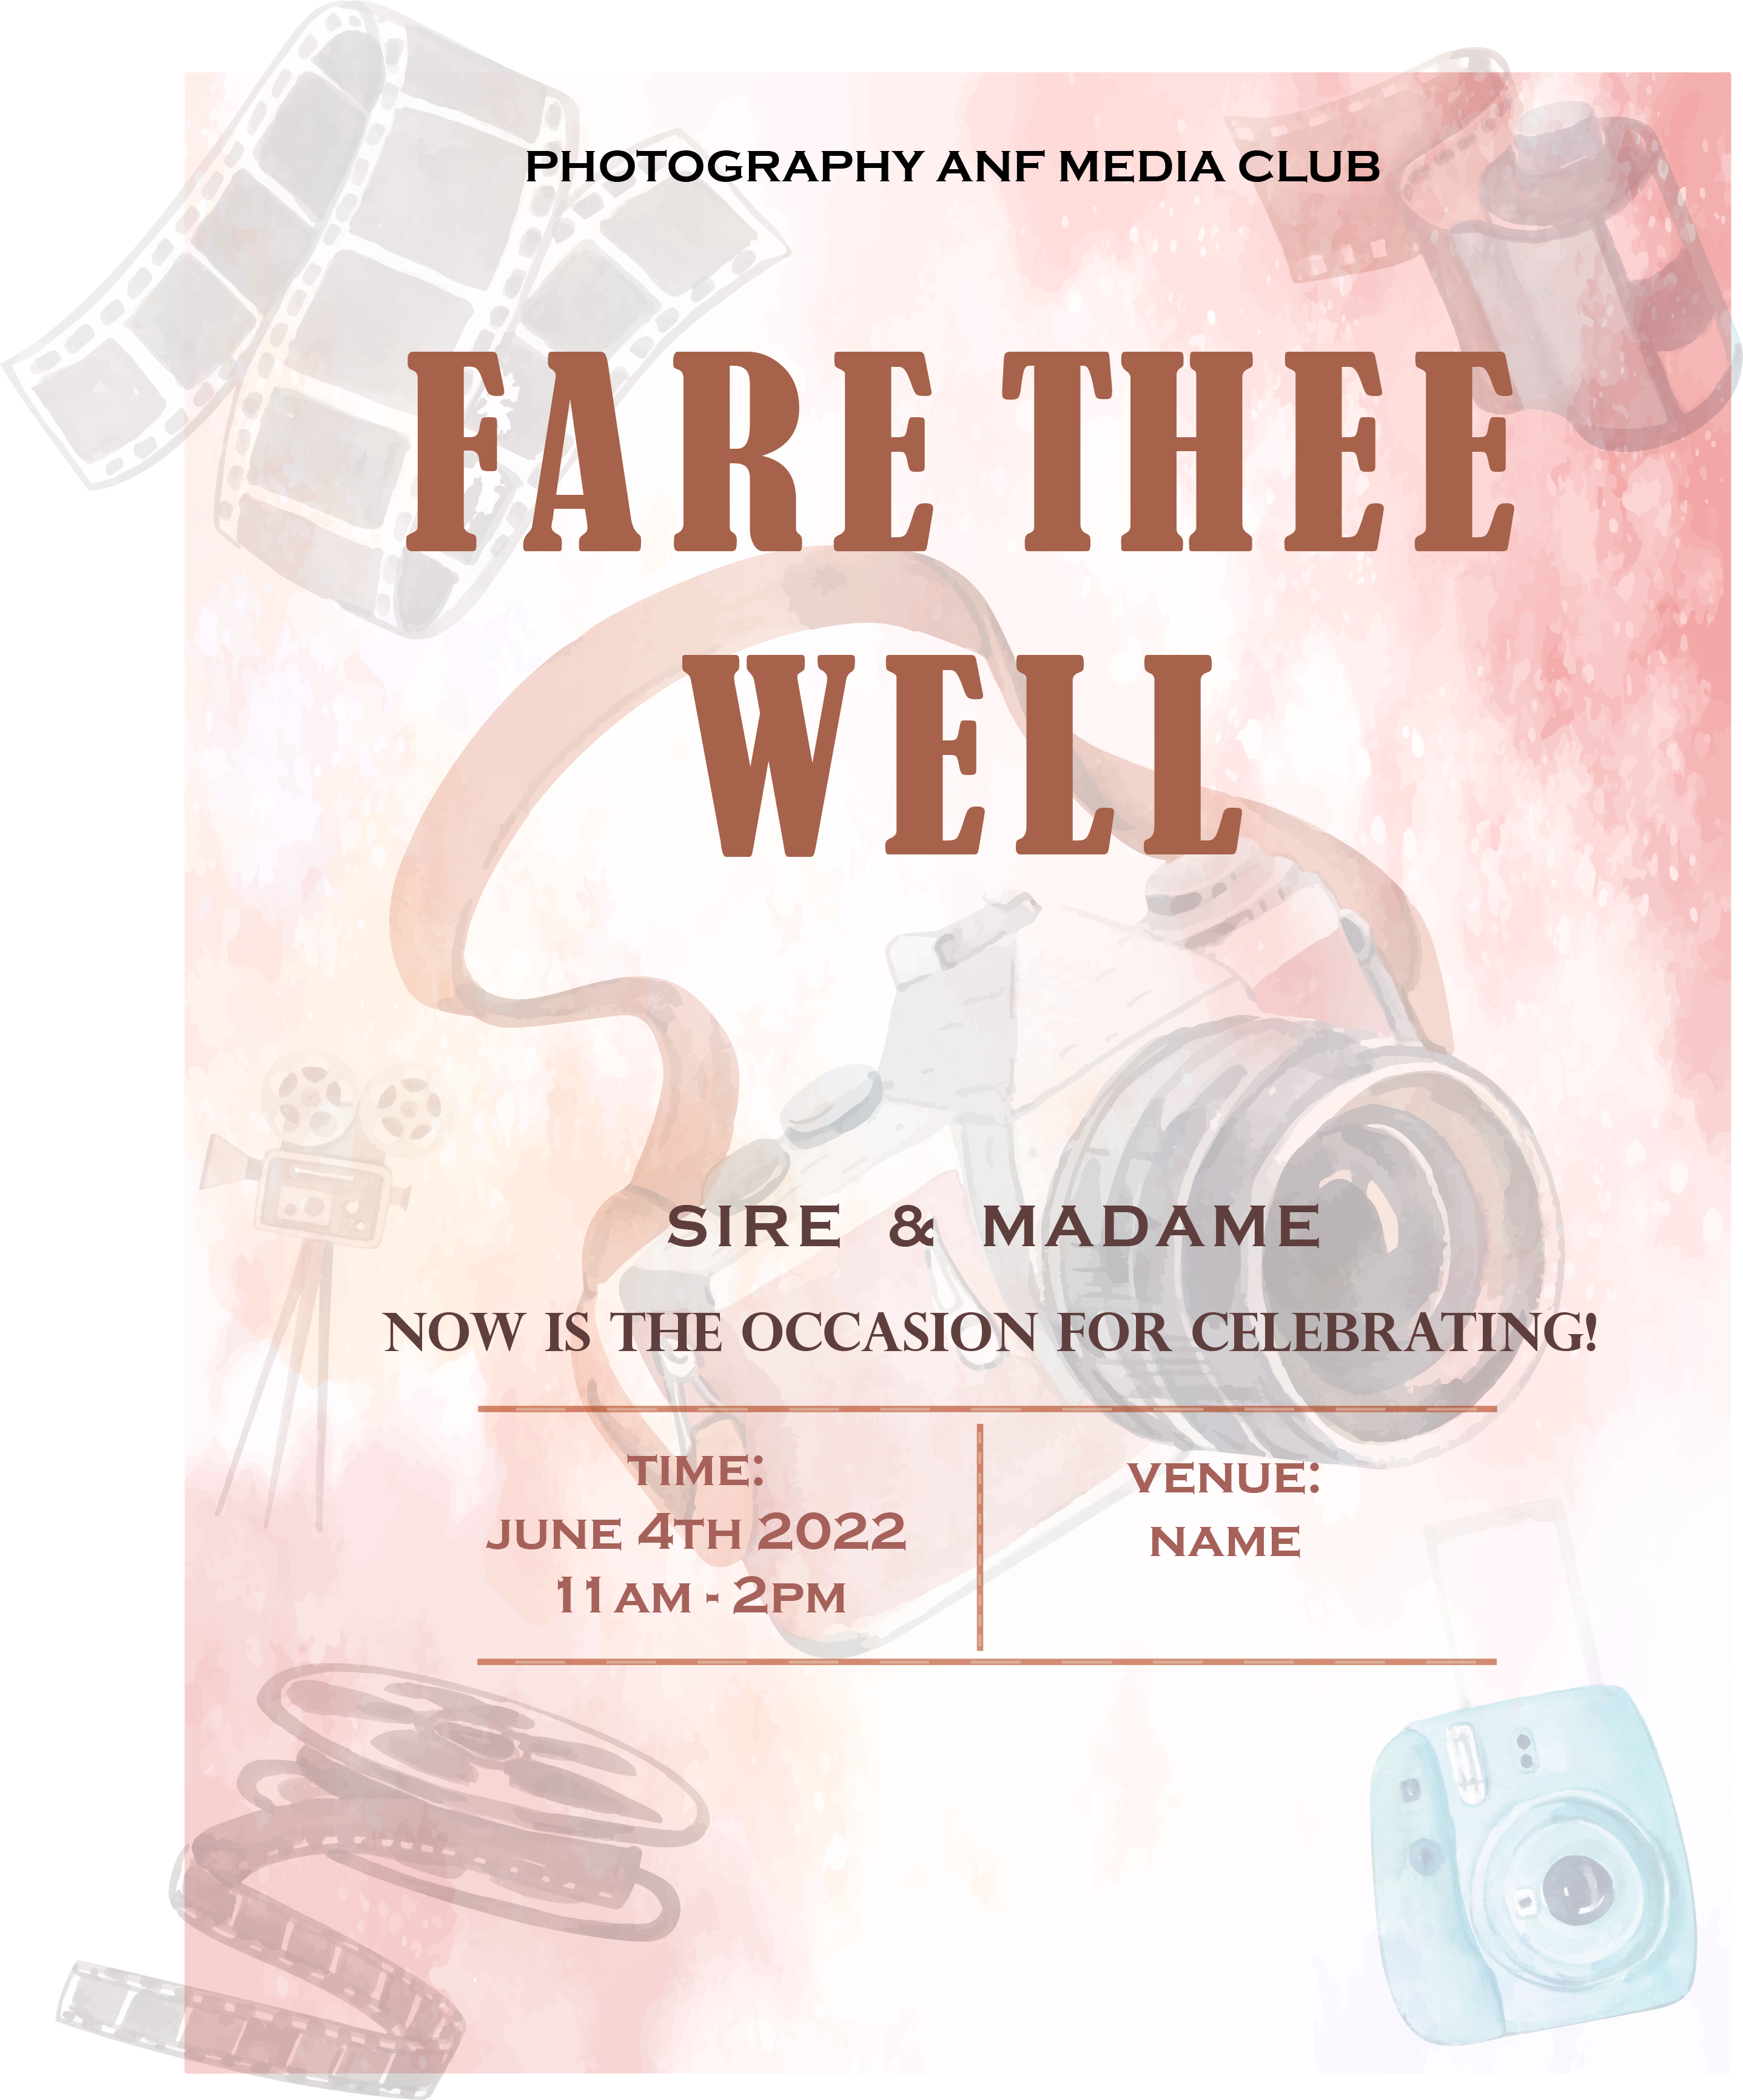 PHOTOGRAPHY ANF MEDIA CLUB
FARE THEE
WELL
SIRE & MADAME
NOW IS THE OCCASION FOR CELEBRATING!
TIME:
JUNE 4TH 2022
11AM - 2PM
VENUE:
NAME